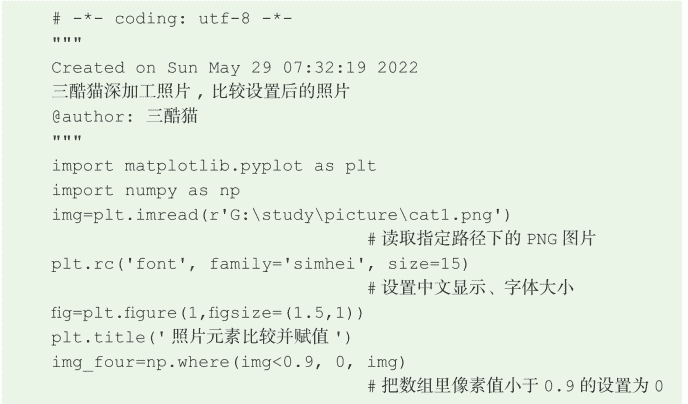 # -*- coding: utf-8 -*-
"""
Created on Sun May 29 07:32:19 2022
三酷猫深加工照片，比较设置后的照片
@author: 三酷猫
"""
import matplotlib.pyplot as plt
import numpy as np
img=plt.imread(r'G:\study\picture\cat1.png')
#读取指定路径下的 PNG 图片
plt.rc('font', family='simhei', size=15)
#设置中文显示、字体大小
fig=plt.figure(1,figsize=(1.5,1))
plt.title('照片元素比较并赋值')
img_four=np.where(img<0.9, 0, img)
#把数组里像素值小于 0.9 的设置为 0